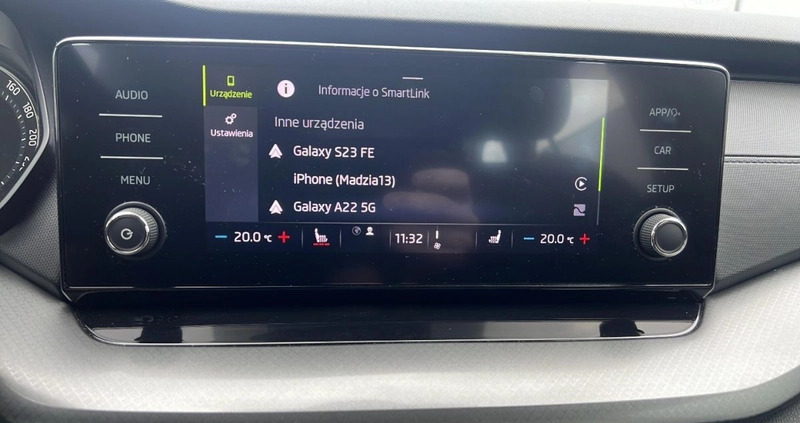 AUDIO
PHONE
MENU
Urządzenie
Ustawienia
Informacje o SmartLink
Inne urządzenia
Galaxy S23 FE
iPhone (Madzia13)
Galaxy A22 5G
20.0 °C
11:32
20.0 °C
APP/
CAR
SETUP
160
180
200